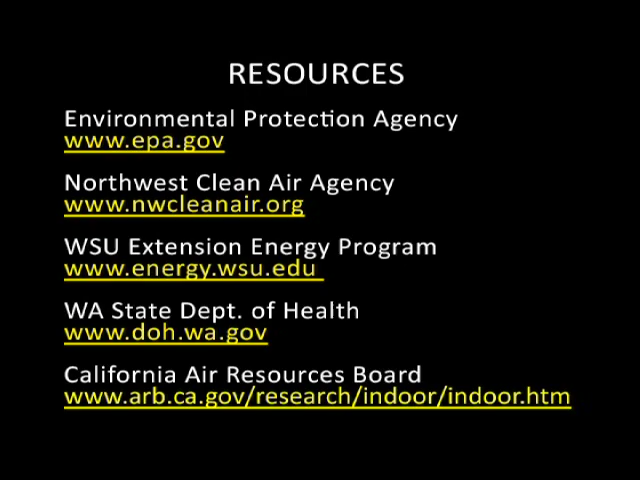 RESOURCES
Environmental Protection Agency
www.epa.gov
Northwest Clean Air Agency
www.nwcleanair.org
WSU Extension Energy Program
www.energy.wsu.edu
WA State Dept. of Health
www.doh.wa.gov
California Air Resources Board
www.arb.ca.gov/research/indoor/indoor.htm